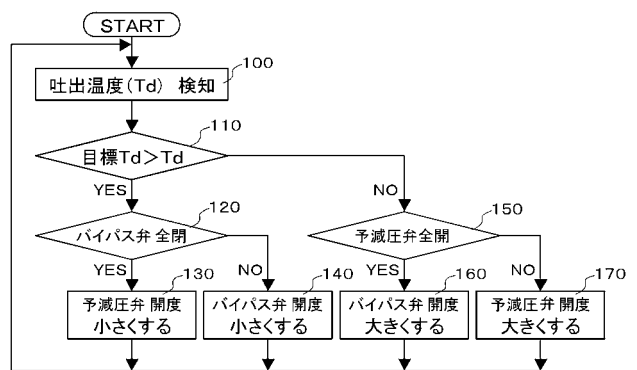 START
100
吐出温度(Td) 検知
110
目標Td>Td
YES
NO
120
バイパス弁 全閉
150
予減圧弁全開
YES
130
NO
140
YES
160
NO
170
予減圧弁 開度
小さくする
バイパス弁 開度
小さくする
バイパス弁 開度
大きくする
予減圧弁 開度
大きくする